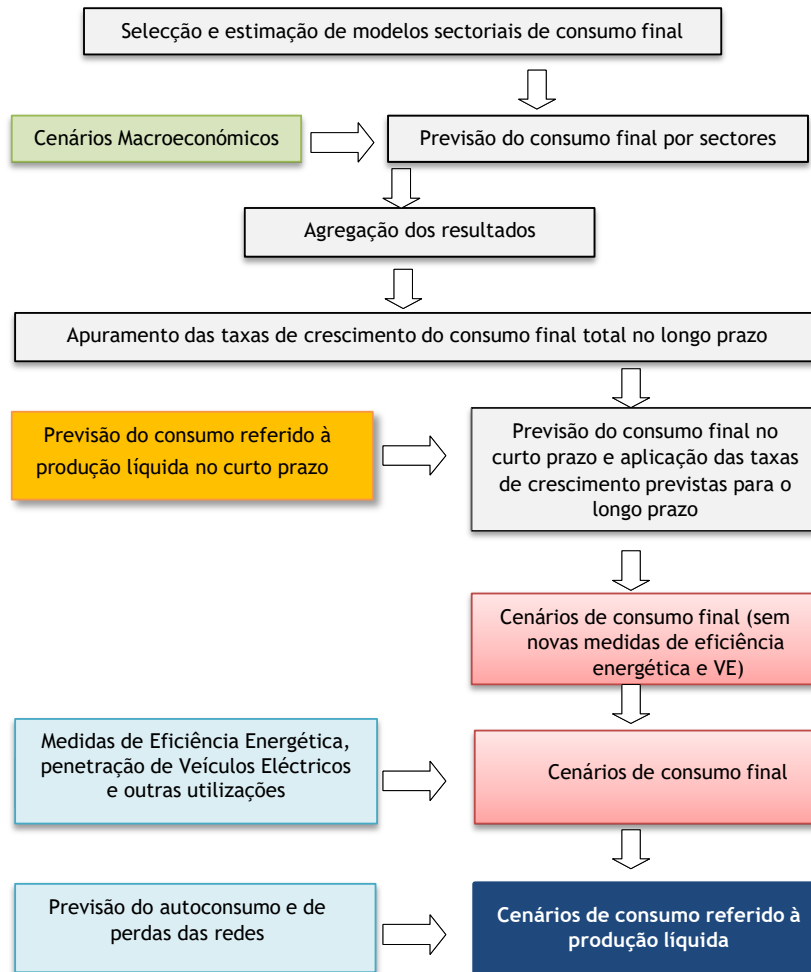 Selecção e estimação de modelos sectoriais de consumo final
Cenários Macroeconómicos
Previsão do consumo final por sectores
Agregação dos resultados
Apuramento das taxas de crescimento do consumo final total no longo prazo
Previsão do consumo referido à
produção líquida no curto prazo
Previsão do consumo final no
curto prazo e aplicação das taxas
de crescimento previstas para o
longo prazo
Cenários de consumo final (sem
novas medidas de eficiência
energética e VE)
Medidas de Eficiência Energética,
penetração de Veículos Eléctricos
e outras utilizações
Cenários de consumo final
Previsão do autoconsumo e de
perdas das redes
Cenários de consumo referido à
produção líquida